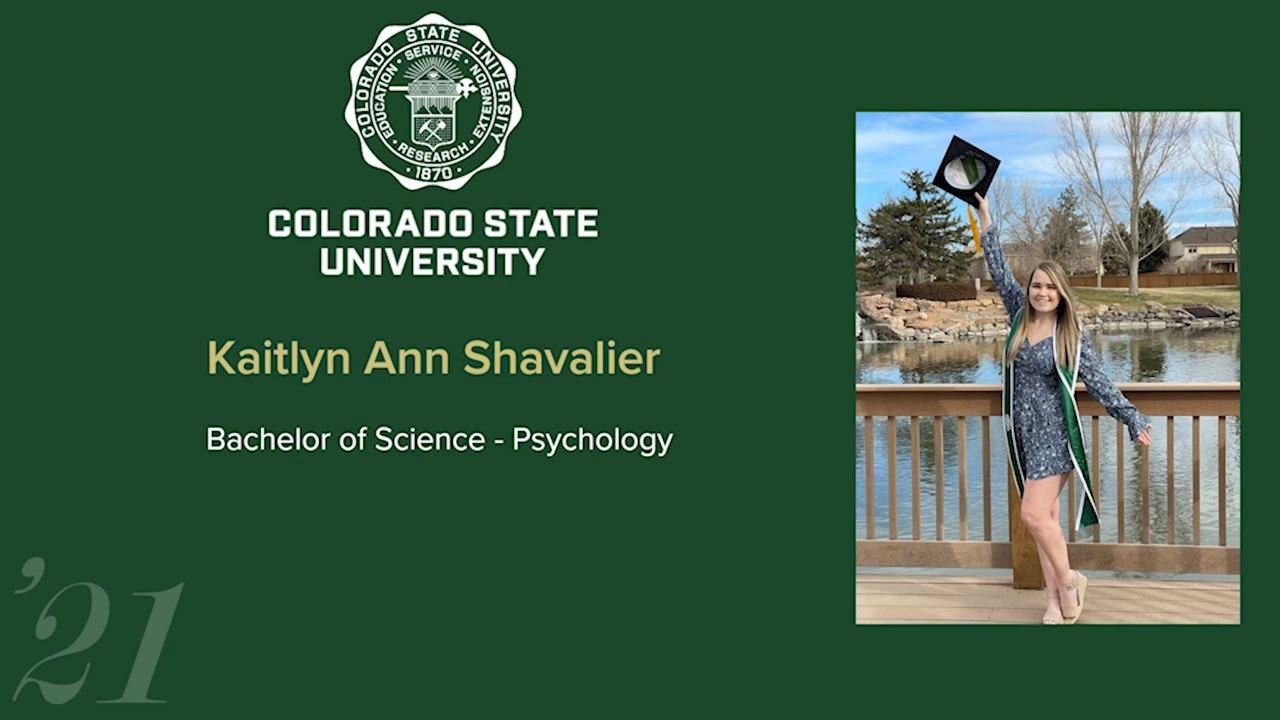 COLORADO STATE UNIVERSITY
EDUCATION • SERVICE • EXTENSION
• RESEARCH •
• 1870 •
COLORADO STATE
UNIVERSITY
Kaitlyn Ann Shavalier
Bachelor of Science - Psychology
’21